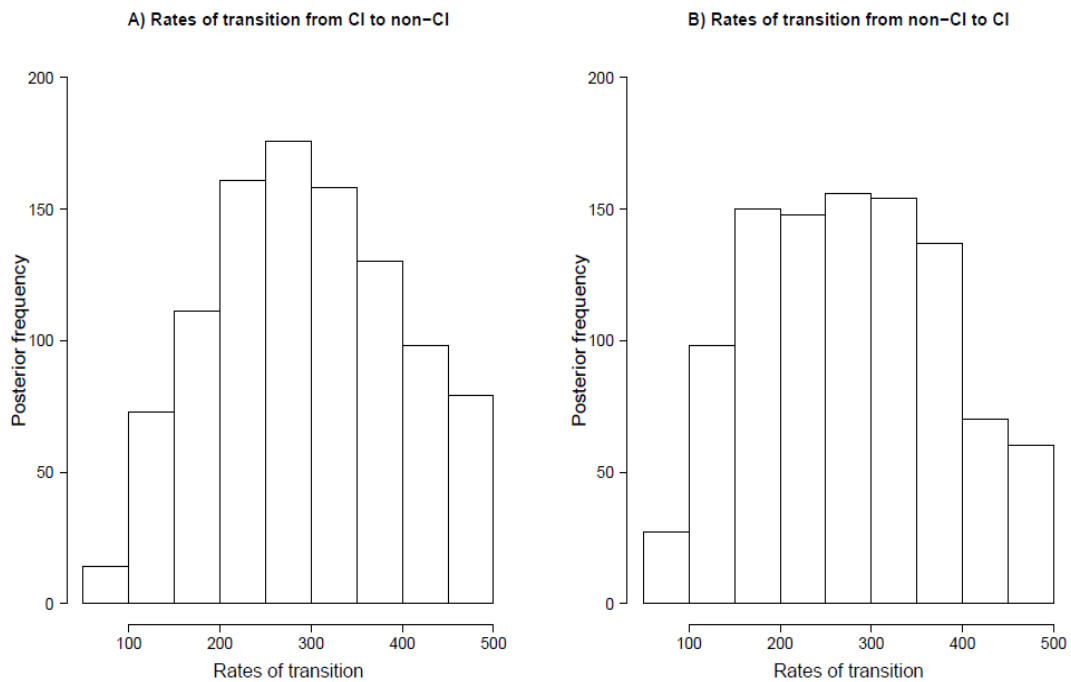 A) Rates of transition from CI to non−CI
200
150
100
50
0
Posterior frequency
100 200 300 400 500
Rates of transition
B) Rates of transition from non−CI to CI
200
150
100
50
0
Posterior frequency
100 200 300 400 500
Rates of transition